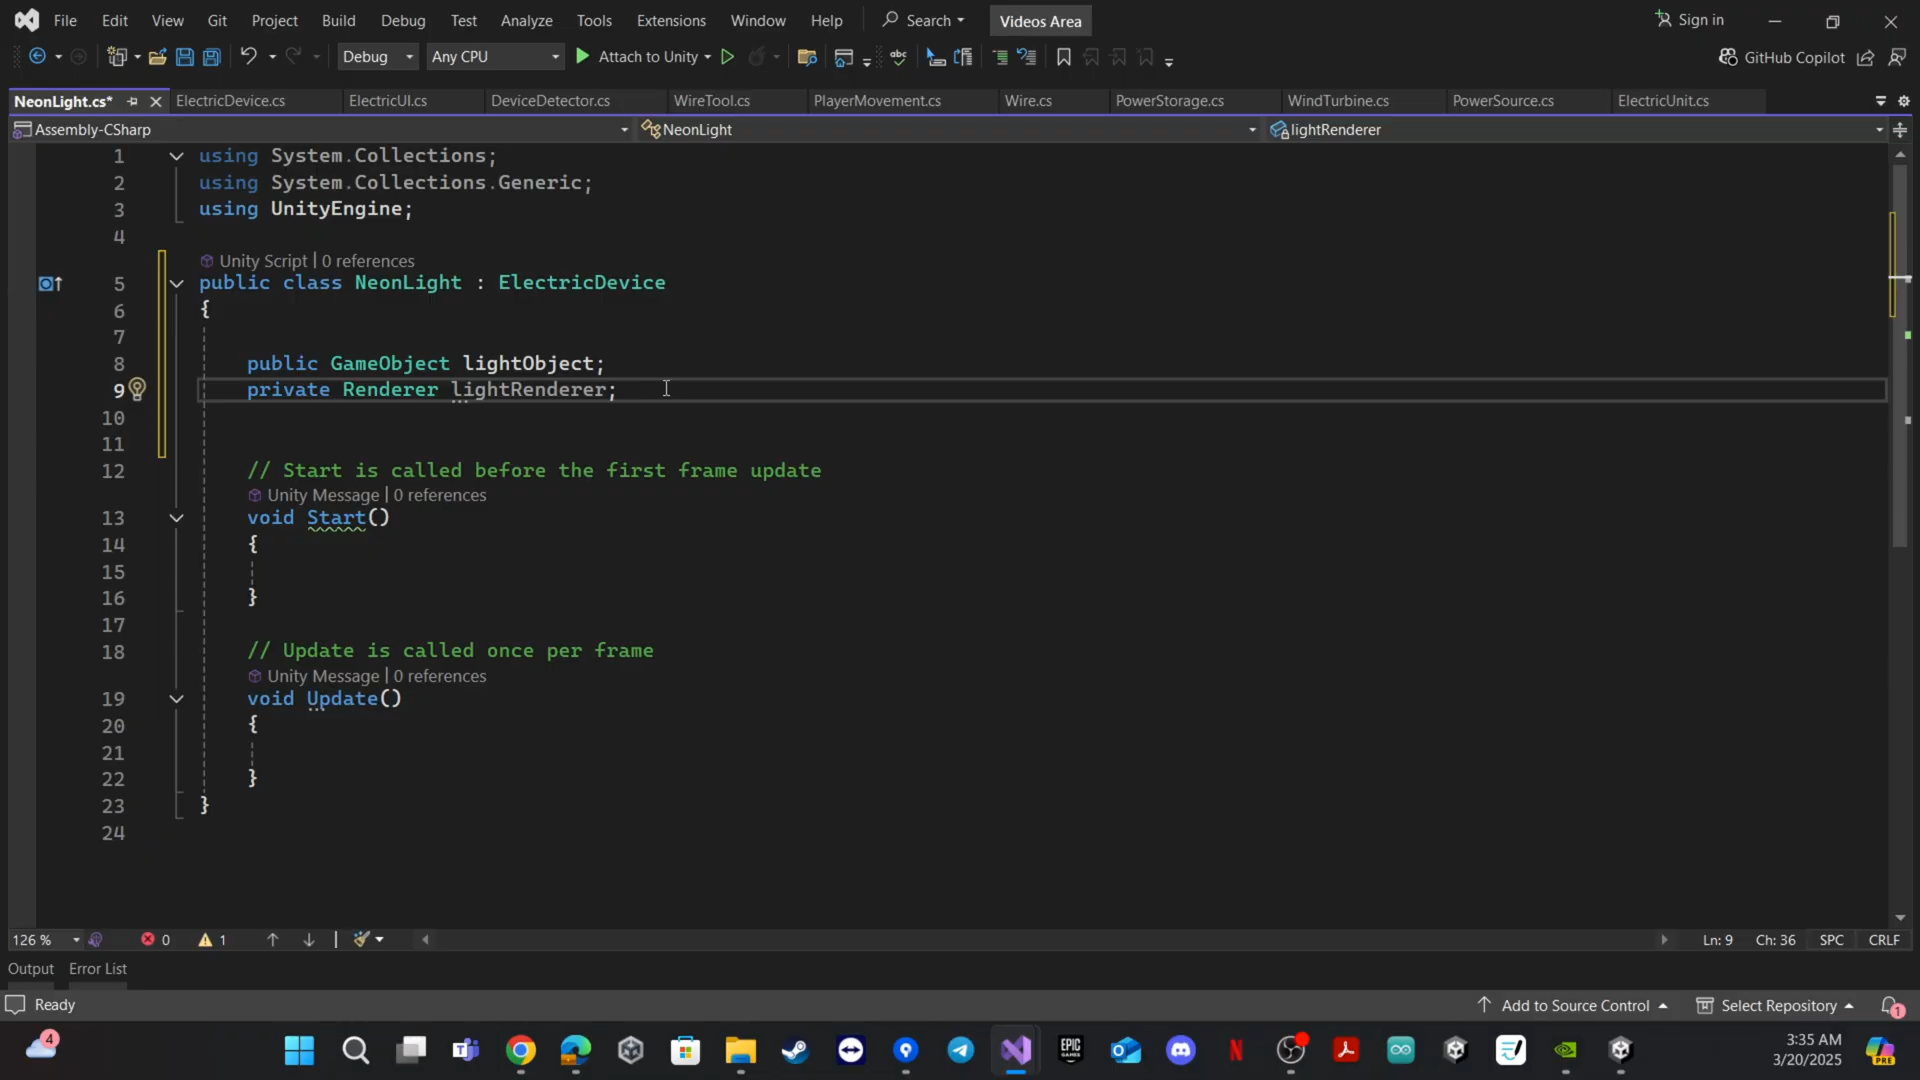 File Edit View Git Project Build Debug Test Analyze Tools Extensions Window Help Search Videos Area Sign in
Debug Any CPU Attach to Unity abc GitHub Copilot
NeonLight.cs* ElectricDevice.cs ElectricUI.cs DeviceDetector.cs WireTool.cs PlayerMovement.cs Wire.cs PowerStorage.cs WindTurbine.cs PowerSource.cs ElectricUnit.cs
Assembly-CSharp NeonLight lightRenderer
1 using System.Collections;
2 using System.Collections.Generic;
3 using UnityEngine;
4
Unity Script | 0 references
5 public class NeonLight : ElectricDevice
6 {
7
8 public GameObject lightObject;
9 private Renderer lightRenderer;
10
11
12 // Start is called before the first frame update
Unity Message | 0 references
13 void Start()
14 {
15
16 }
17
18 // Update is called once per frame
Unity Message | 0 references
19 void Update()
20 {
21
22 }
23 }
24
126 % 0 1 Ln: 9 Ch: 36 SPC CRLF
Output Error List
Ready Add to Source Control Select Repository 1
4 EPIC GAMES N PRE 3:35 AM
3/20/2025